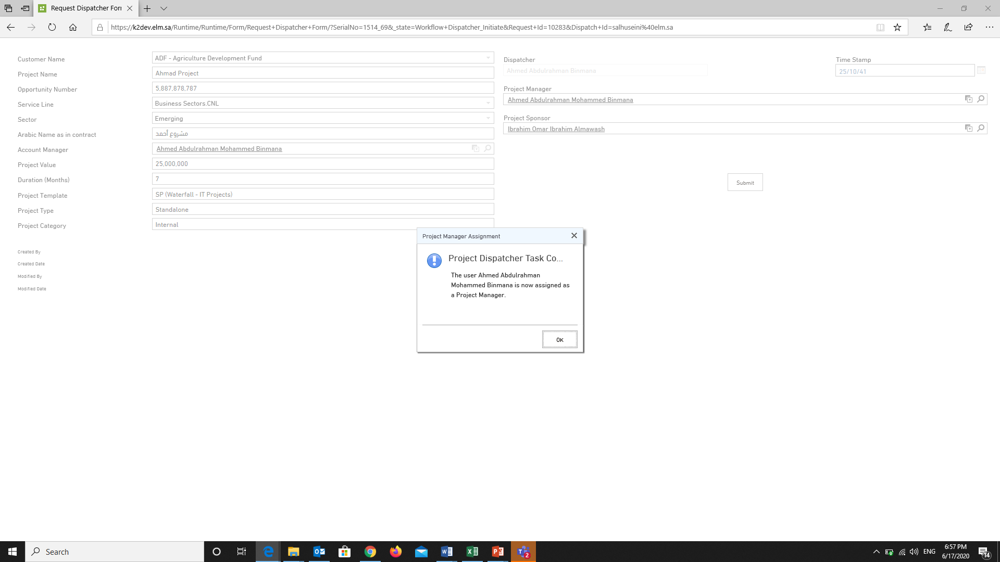 Request Dispatcher For
https://k2dev.elm.sa/Runtime/Runtime/Form/Request+Dispatcher+Form/?SerialNo=1514_69&_state=Workflow+Dispatcher_Initiate&Request+Id=10283&Dispatch+Id=salhuseini%40elm.sa
Customer Name ADF - Agriculture Development Fund
Project Name Ahmad Project
Opportunity Number 5,887,878,787
Service Line Business Sectors.CNL
Sector Emerging
Arabic Name as in contract مشروع أحمد
Account Manager Ahmed Abdulrahman Mohammed Binmana
Project Value 25,000,000
Duration (Months) 7
Project Template SP (Waterfall - IT Projects)
Project Type Standalone
Project Category Internal
Created By
Created Date
Modified By
Modified Date
Dispatcher
Ahmed Abdulrahman Binmana
Time Stamp
25/10/41
Project Manager
Ahmed Abdulrahman Mohammed Binmana
Project Sponsor
Ibrahim Omar Ibrahim Almawash
Submit
Project Manager Assignment
Project Dispatcher Task Co...
The user Ahmed Abdulrahman
Mohammed Binmana is now assigned as
a Project Manager.
OK
Search
2
ENG
6:57 PM
6/17/2020
14